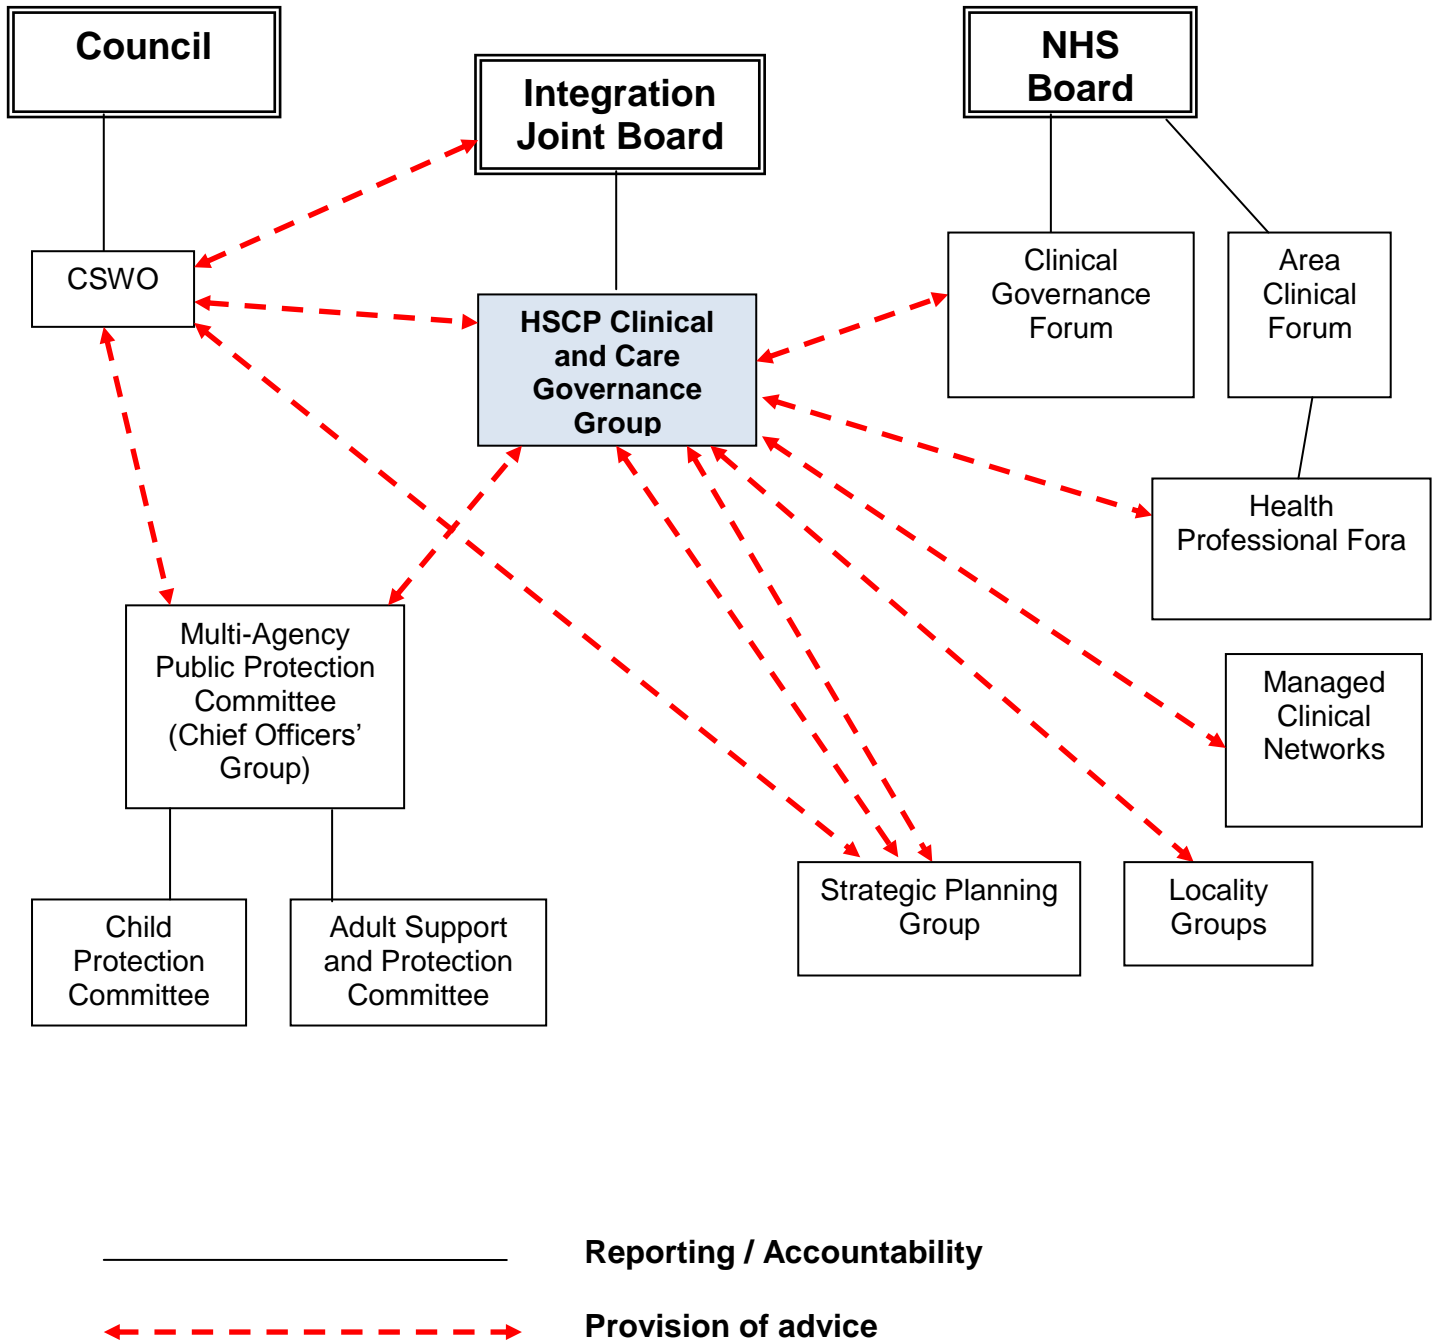 Council
Integration
Joint Board
NHS
Board
CSWO
HSCP Clinical
and Care
Governance
Group
Clinical
Governance
Forum
Area
Clinical
Forum
Health
Professional Fora
Multi-Agency
Public Protection
Committee
(Chief Officers’
Group)
Managed
Clinical
Networks
Strategic Planning
Group
Locality
Groups
Child
Protection
Committee
Adult Support
and Protection
Committee
Reporting / Accountability
Provision of advice